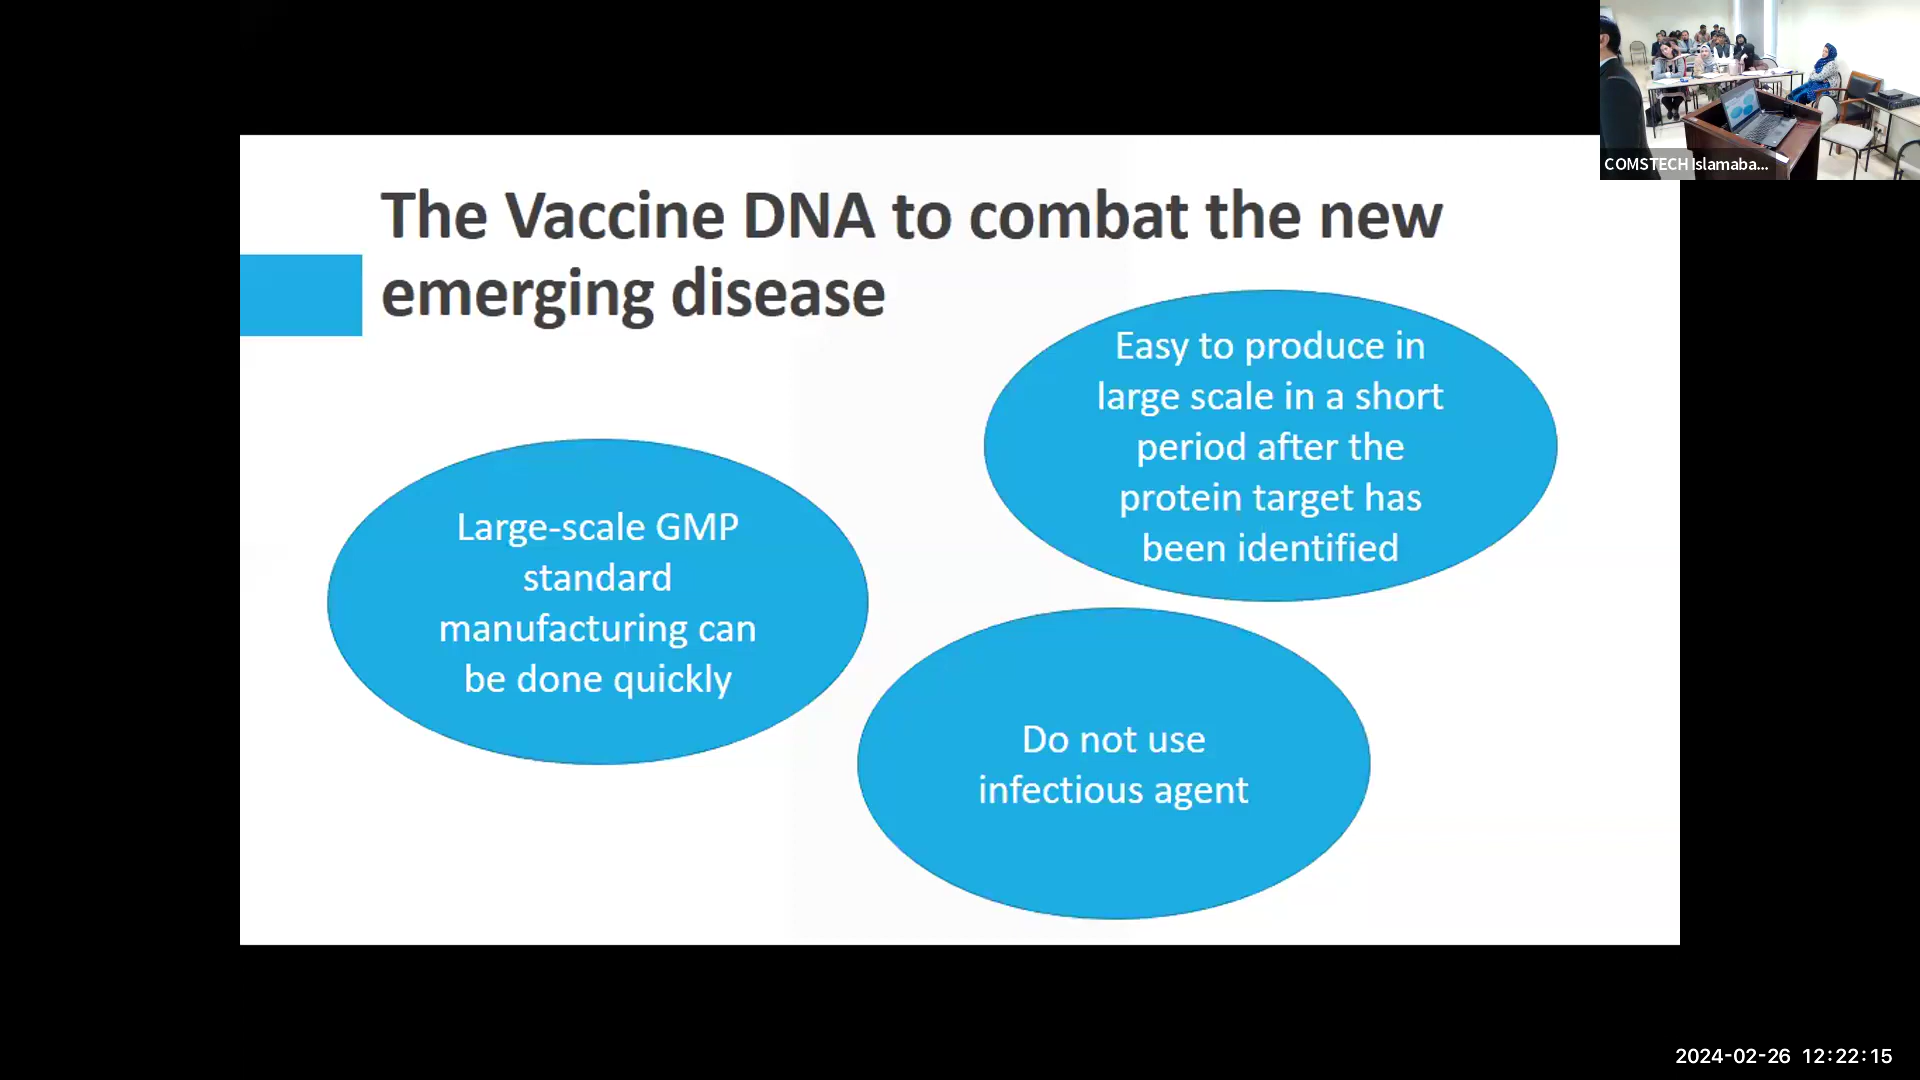 COMSTECH Islamaba...
The Vaccine DNA to combat the new
emerging disease
Easy to produce in
large scale in a short
period after the
protein target has
been identified
Large-scale GMP
standard
manufacturing can
be done quickly
Do not use
infectious agent
2024-02-26 12:22:15